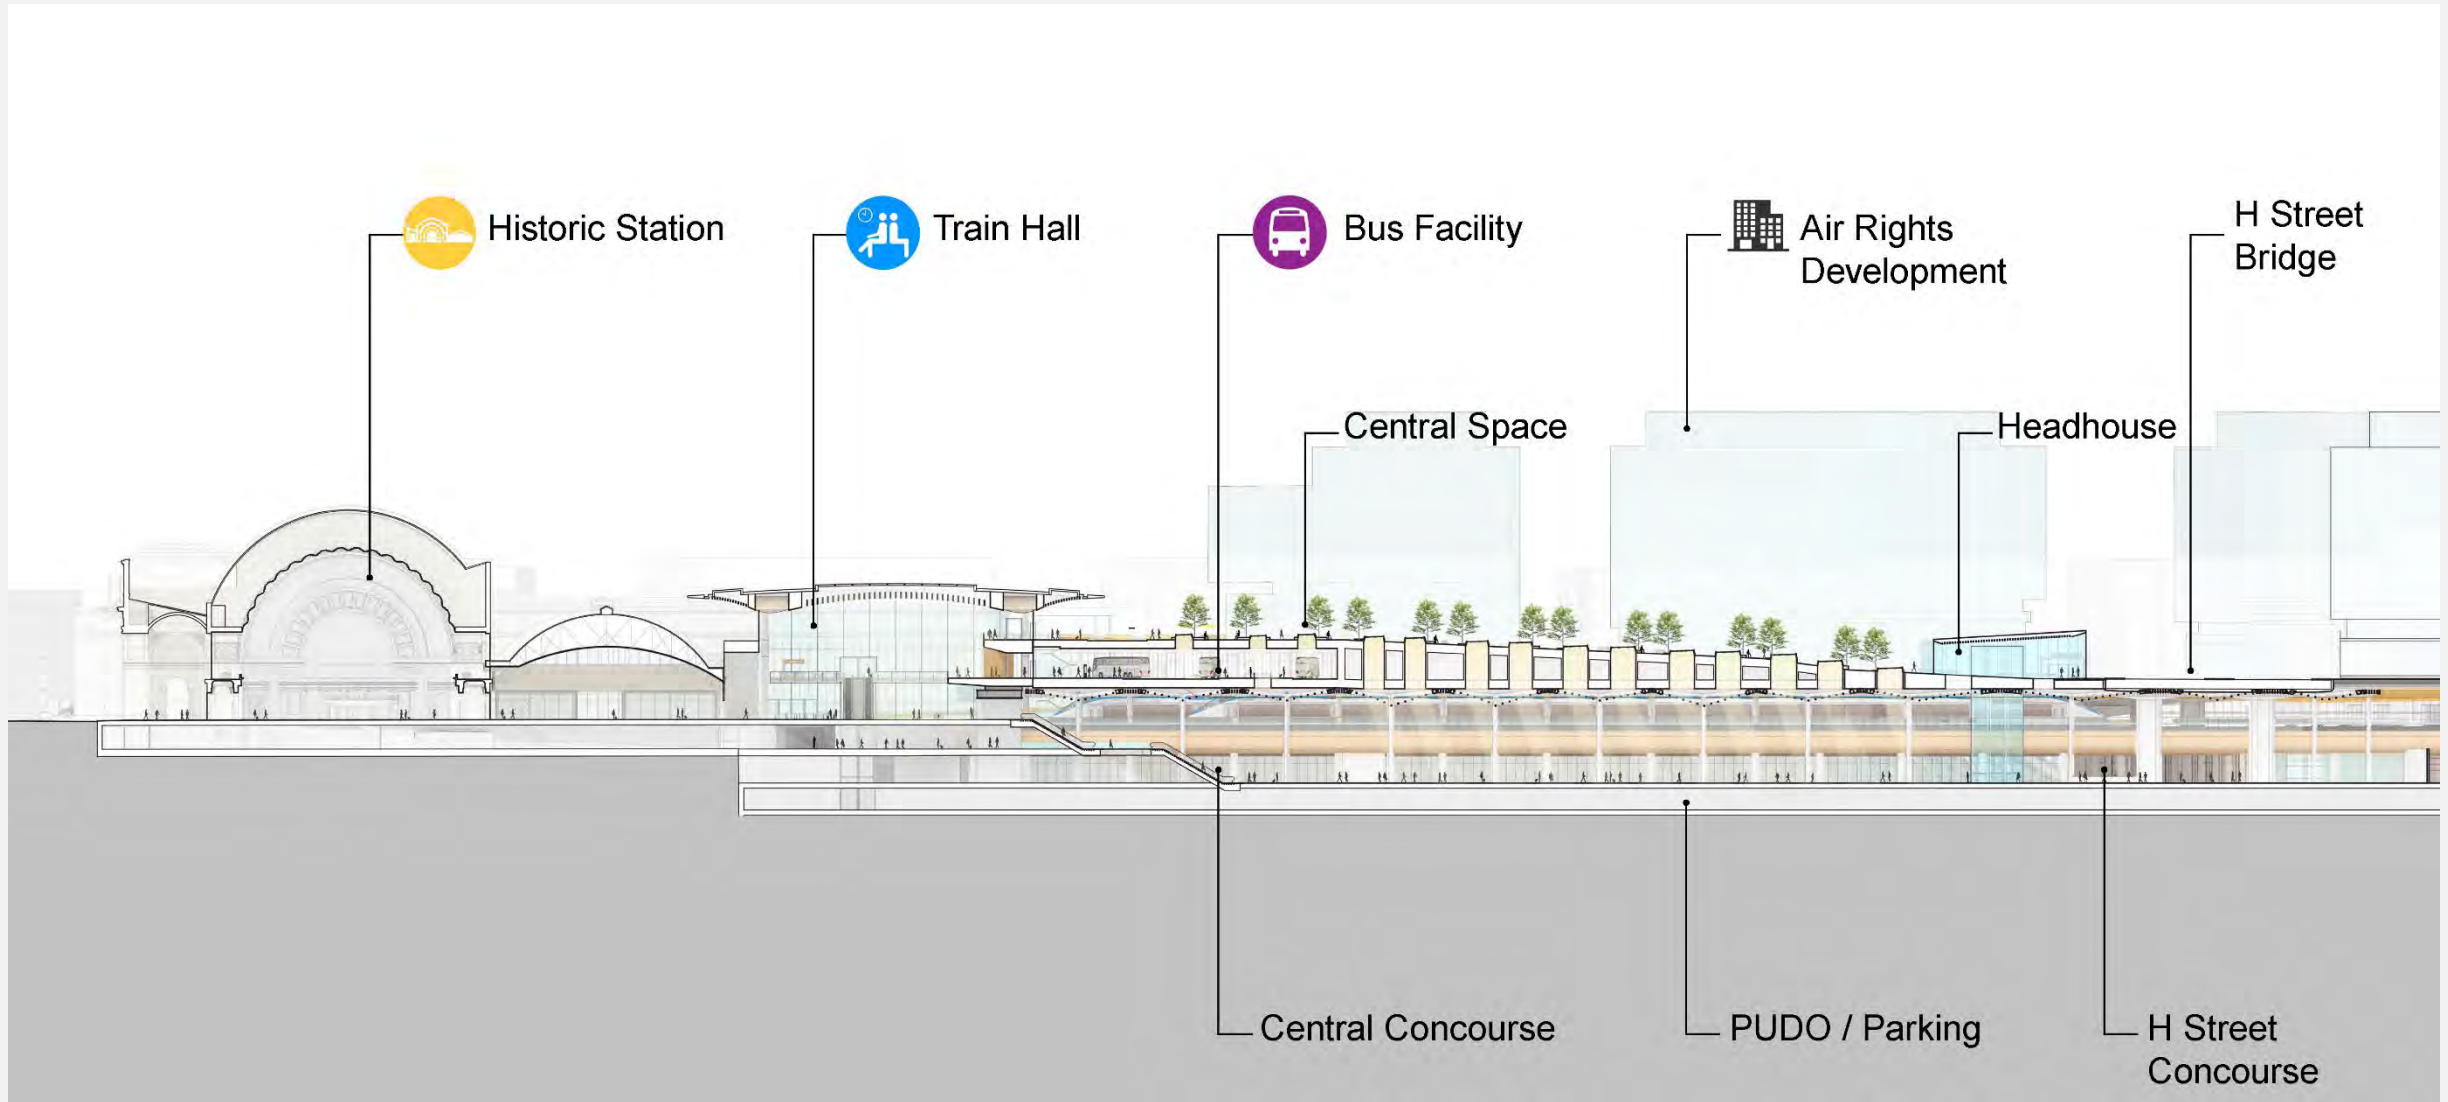 Historic Station
Train Hall
Bus Facility
Air Rights
Development
H Street
Bridge
Central Space
Headhouse
Central Concourse
PUDO / Parking
H Street
Concourse